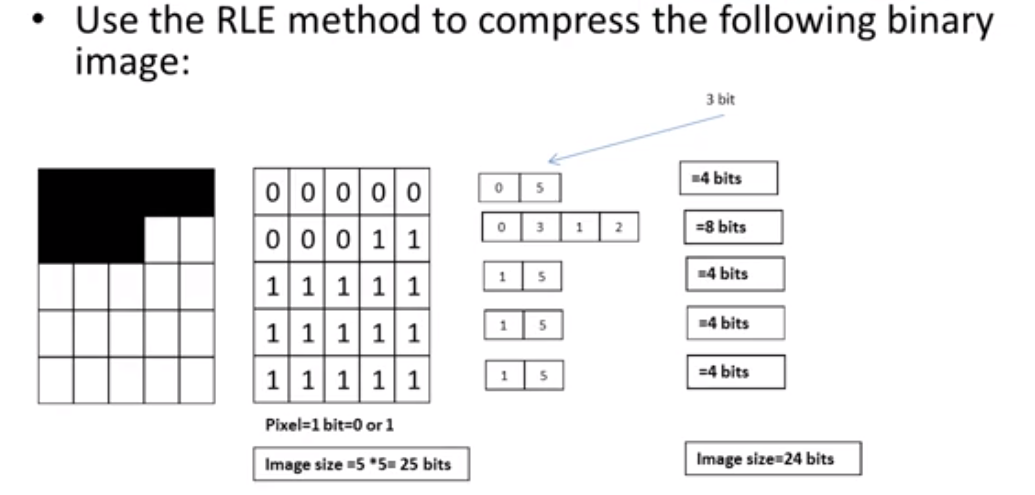 • Use the RLE method to compress the following binary
image:
3 bit
0 0 0 0 0
0 5
=4 bits
0 0 0 1 1
0 3 1 2
=8 bits
1 1 1 1 1
1 5
=4 bits
1 1 1 1 1
1 5
=4 bits
1 1 1 1 1
1 5
=4 bits
Pixel=1 bit=0 or 1
Image size =5 *5= 25 bits
Image size=24 bits